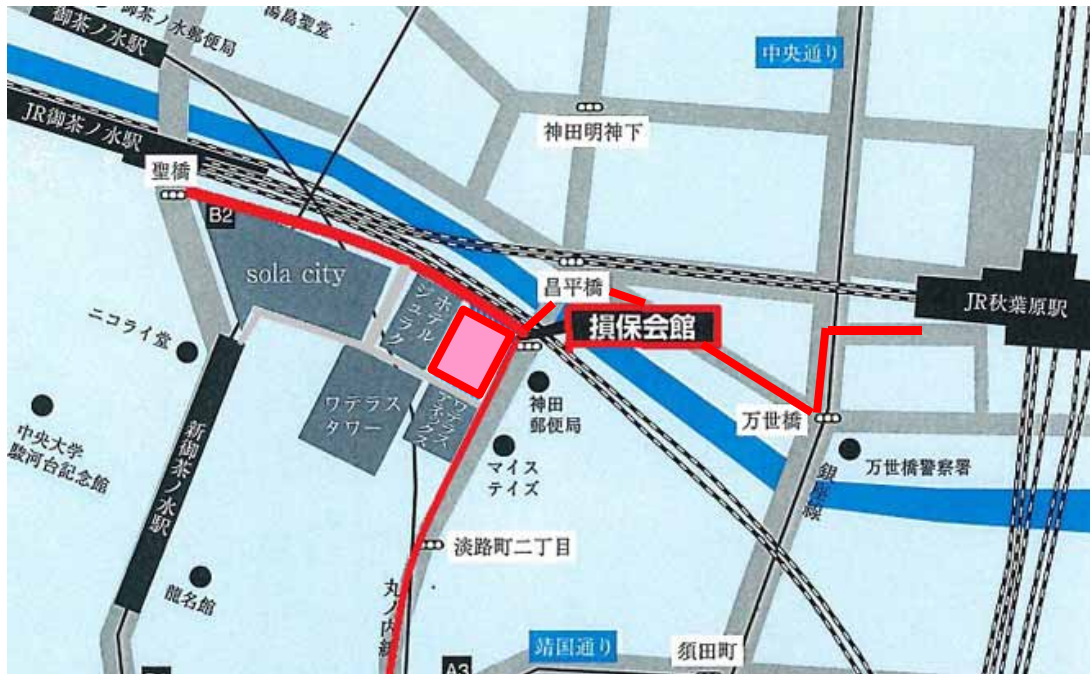 湯島聖堂
御茶ノ水駅
御茶ノ水郵便局
中央通り
神田明神下
JR御茶ノ水駅
聖橋
B2
sola city
昌平橋
JR秋葉原駅
ホテル
ジュラク
損保会館
ニコライ堂
ワテラス
タワー
ワテラス
アネックス
神田
郵便局
万世橋
中央大学
駿河台記念館
新御茶ノ水駅
マイス
テイズ
銀座線
万世橋警察署
淡路町二丁目
龍名館
丸ノ内線
靖国通り
須田町
A3